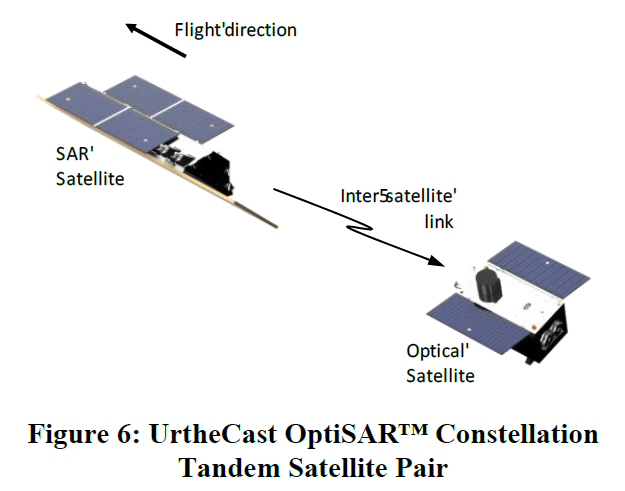 Flight'direction
SAR'
Satellite
Inter5satellite'
link
Optical'
Satellite
Figure 6: UrtheCast OptiSAR™ Constellation
Tandem Satellite Pair